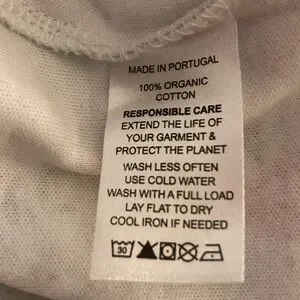 MADE IN PORTUGAL
100% ORGANIC
COTTON
RESPONSIBLE CARE
EXTEND THE LIFE OF
YOUR GARMENT &
PROTECT THE PLANET
WASH LESS OFTEN
USE COLD WATER
WASH WITH A FULL LOAD
LAY FLAT TO DRY
COOL IRON IF NEEDED
30